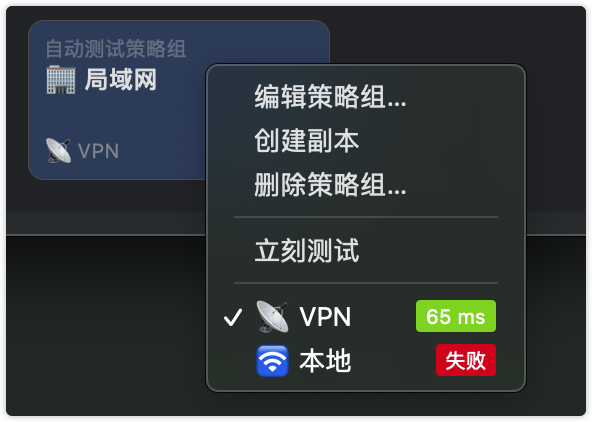 自动测试策略组
局域网
VPN
编辑策略组...
创建副本
删除策略组...
立刻测试
VPN 65 ms
本地 失败